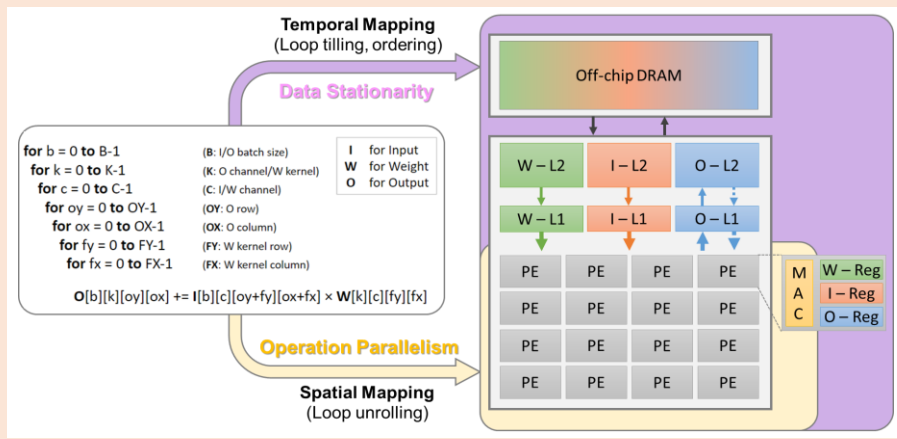 Temporal Mapping
(Loop tilling, ordering)
Data Stationarity
Off-chip DRAM
for b = 0 to B-1 (B: I/O batch size)
for k = 0 to K-1 (K: O channel/W kernel)
for c = 0 to C-1 (C: I/W channel)
for oy = 0 to OY-1 (OY: O row)
for ox = 0 to OX-1 (OX: O column)
for fy = 0 to FY-1 (FY: W kernel row)
for fx = 0 to FX-1 (FX: W kernel column)
O[b][k][oy][ox] += I[b][c][oy+fy][ox+fx] × W[k][c][fy][fx]
I for Input
W for Weight
O for Output
W – L2 I – L2 O – L2
W – L1 I – L1 O – L1
PE PE PE PE
PE PE PE PE
PE PE PE PE
PE PE PE PE
MAC
W – Reg
I – Reg
O – Reg
Operation Parallelism
Spatial Mapping
(Loop unrolling)